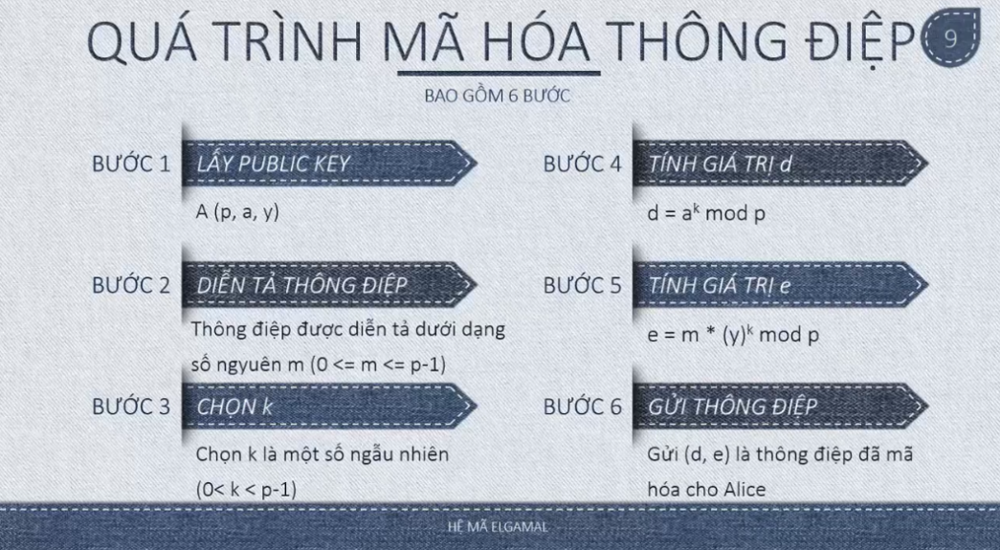 QUÁ TRÌNH MÃ HÓA THÔNG ĐIỆP
9
BAO GỒM 6 BƯỚC
BƯỚC 1
LẤY PUBLIC KEY
A (p, a, y)
BƯỚC 2
DIỄN TẢ THÔNG ĐIỆP
Thông điệp được diễn tả dưới dạng
số ngyuên m (0 <= m <= p-1)
BƯỚC 3
CHỌN k
Chọn k là một số ngẫu nhiên
(0< k < p-1)
BƯỚC 4
TÍNH GIÁ TRỊ d
d = aᵏ mod p
BƯỚC 5
TÍNH GIÁ TRỊ e
e = m * (y)ᵏ mod p
BƯỚC 6
GỬI THÔNG ĐIỆP
Gửi (d, e) là thông điệp đã mã
hóa cho Alice
HỆ MÃ ELGAMAL